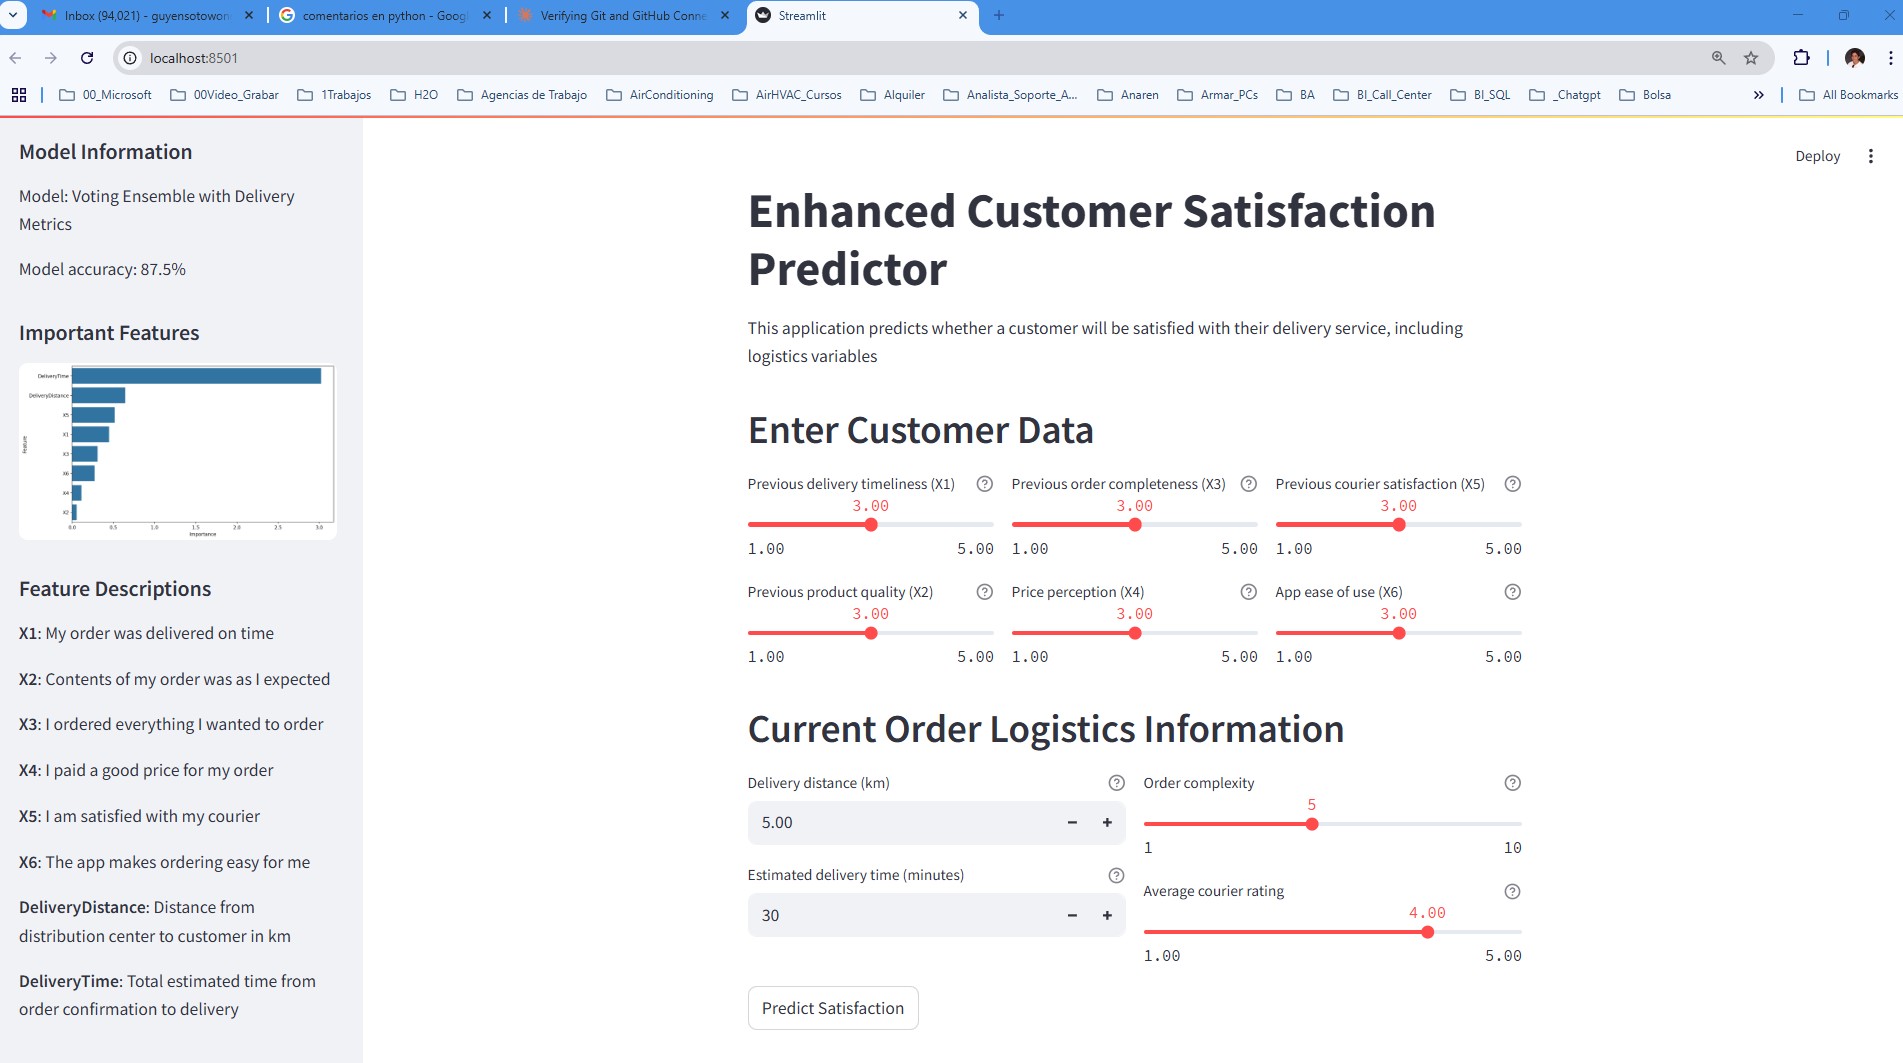 Inbox (94,021) - guyensotowon
comentarios en python - Goog
Verifying Git and GitHub Conne
Streamlit
localhost:8501
00_Microsoft
00Video_Grabar
1Trabajos
H2O
Agencias de Trabajo
AirConditioning
AirHVAC_Cursos
Alquiler
Analista_Soporte_A...
Anaren
Armar_PCs
BA
BI_Call_Center
BI_SQL
_Chatgpt
Bolsa
All Bookmarks
Model Information
Model: Voting Ensemble with Delivery
Metrics
Model accuracy: 87.5%
Important Features
DeliveryTime
DeliveryDistance
X5
X1
X3
X6
X4
X2
Feature
0.0 0.5 1.0 1.5 2.0 2.5 3.0
Importance
Feature Descriptions
X1: My order was delivered on time
X2: Contents of my order was as I expected
X3: I ordered everything I wanted to order
X4: I paid a good price for my order
X5: I am satisfied with my courier
X6: The app makes ordering easy for me
DeliveryDistance: Distance from
distribution center to customer in km
DeliveryTime: Total estimated time from
order confirmation to delivery
Deploy
Enhanced Customer Satisfaction
Predictor
This application predicts whether a customer will be satisfied with their delivery service, including
logistics variables
Enter Customer Data
Previous delivery timeliness (X1)
3.00
1.00 5.00
Previous order completeness (X3)
3.00
1.00 5.00
Previous courier satisfaction (X5)
3.00
1.00 5.00
Previous product quality (X2)
3.00
1.00 5.00
Price perception (X4)
3.00
1.00 5.00
App ease of use (X6)
3.00
1.00 5.00
Current Order Logistics Information
Delivery distance (km)
5.00
Estimated delivery time (minutes)
30
Order complexity
5
1 10
Average courier rating
4.00
1.00 5.00
Predict Satisfaction